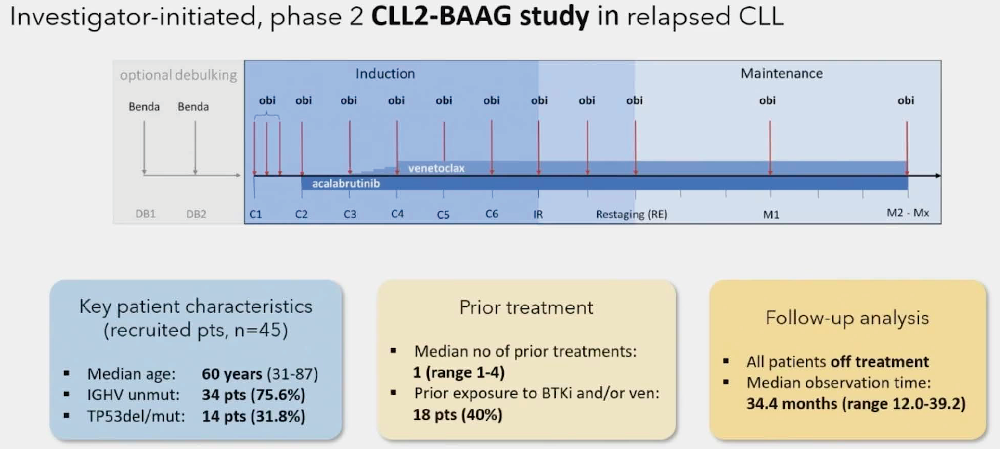 Investigator-initiated, phase 2 CLL2-BAAG study in relapsed CLL
optional debulking
Induction
Maintenance
Benda Benda
obi obi obi obi obi obi obi obi obi obi obi
venetoclax
acalabrutinib
DB1 DB2 C1 C2 C3 C4 C5 C6 IR Restaging (RE) M1 M2 - Mx
Key patient characteristics
(recruited pts, n=45)
▪ Median age: 60 years (31-87)
▪ IGHV unmut: 34 pts (75.6%)
▪ TP53del/mut: 14 pts (31.8%)
Prior treatment
▪ Median no of prior treatments:
1 (range 1-4)
▪ Prior exposure to BTKi and/or ven:
18 pts (40%)
Follow-up analysis
▪ All patients off treatment
▪ Median observation time:
34.4 months (range 12.0-39.2)